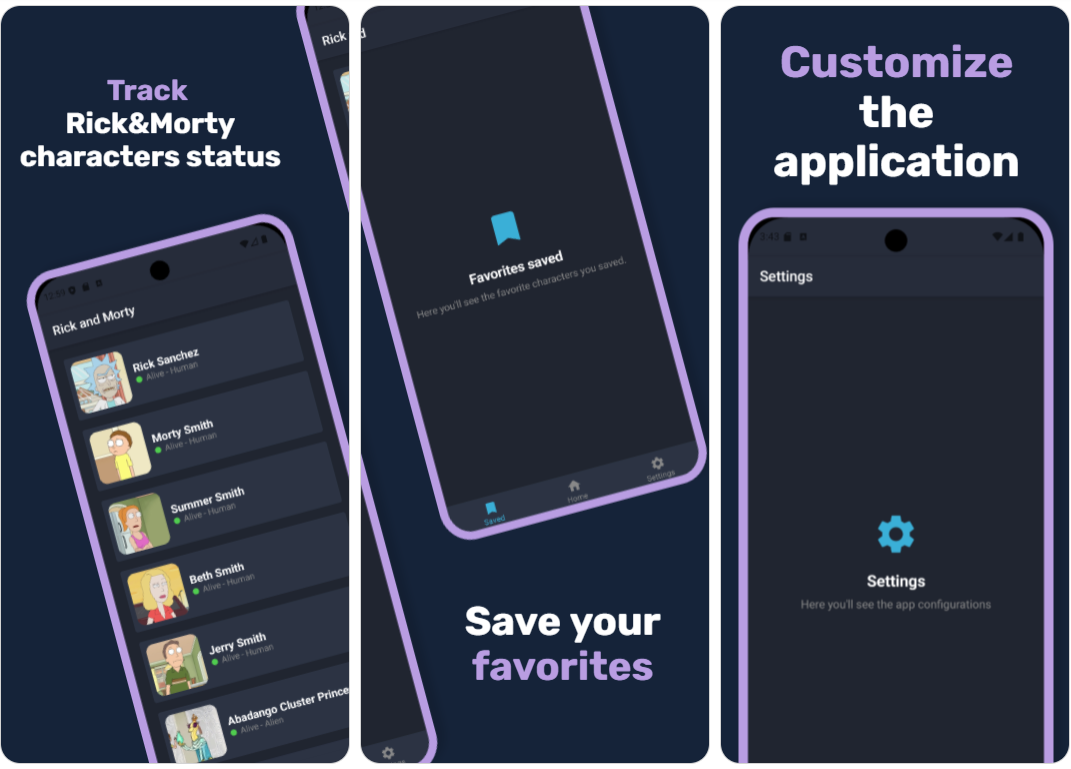 Track
Rick&Morty
characters status
12:59
Rick and Morty
Rick Sanchez
Alive - Human
Morty Smith
Alive - Human
Summer Smith
Alive - Human
Beth Smith
Alive - Human
Jerry Smith
Alive - Human
Abadango Cluster Prince
Alive - Alien
Rick
d
Favorites saved
Here you'll see the favorite characters you saved.
Saved
Home
Settings
Save your
favorites
Customize
the
application
3:43
Settings
Settings
Here you'll see the app configurations